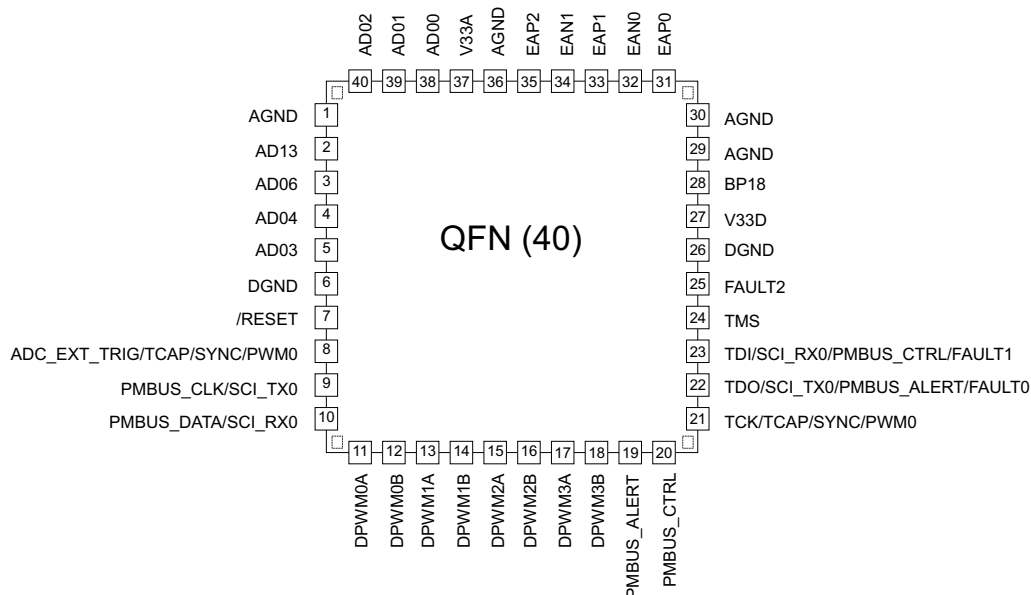 AD02
AD01
AD00
V33A
AGND
EAP2
EAN1
EAP1
EAN0
EAP0
40
39
38
37
36
35
34
33
32
31
AGND 1
AD13 2
AD06 3
AD04 4
AD03 5
DGND 6
/RESET 7
ADC_EXT_TRIG/TCAP/SYNC/PWM0 8
PMBUS_CLK/SCI_TX0 9
PMBUS_DATA/SCI_RX0 10
QFN (40)
30 AGND
29 AGND
28 BP18
27 V33D
26 DGND
25 FAULT2
24 TMS
23 TDI/SCI_RX0/PMBUS_CTRL/FAULT1
22 TDO/SCI_TX0/PMBUS_ALERT/FAULT0
21 TCK/TCAP/SYNC/PWM0
11
12
13
14
15
16
17
18
19
20
DPWM0A
DPWM0B
DPWM1A
DPWM1B
DPWM2A
DPWM2B
DPWM3A
DPWM3B
PMBUS_ALERT
PMBUS_CTRL